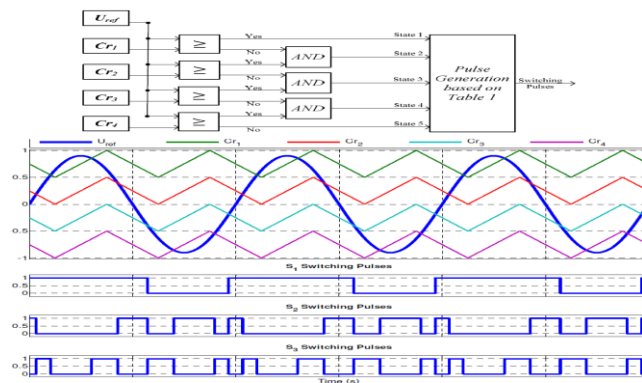 U_ref
Yes
State 1
Cr_1
≥
No
AND
State 2
Yes
Cr_2
≥
No
AND
State 3
Pulse
Generation
based on
Table 1
Switching
Pulses
Yes
Cr_3
≥
No
AND
State 4
Yes
Cr_4
≥
No
State 5
U_ref Cr_1 Cr_2 Cr_3 Cr_4
1
0.5
0
-0.5
-1
S_1 Switching Pulses
1
0.5
0
S_2 Switching Pulses
1
0.5
0
S_3 Switching Pulses
1
0.5
0
Time (s)